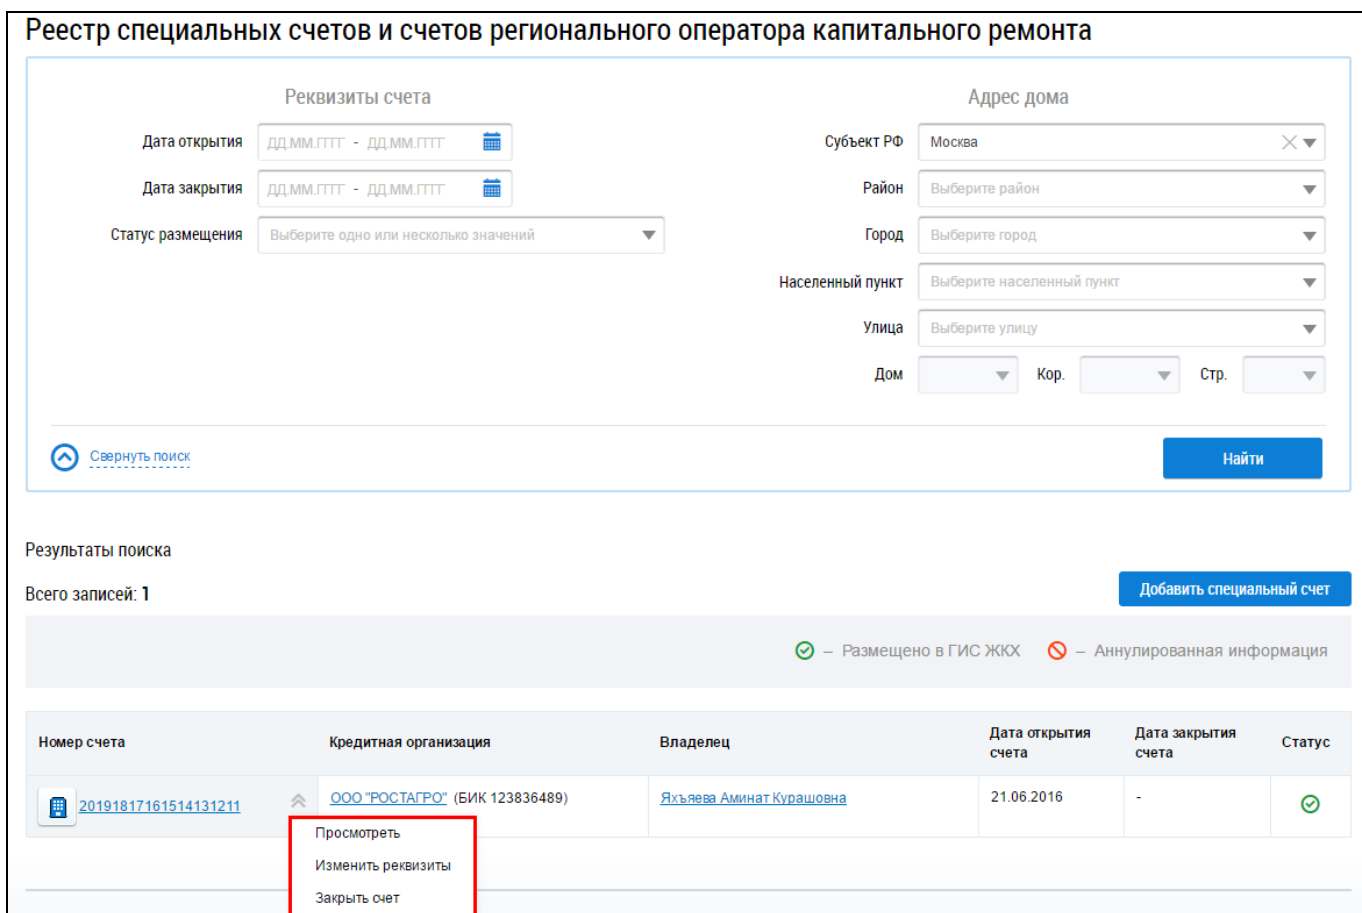 Реестр специальных счетов и счетов регионального оператора капитального ремонта
Реквизиты счета
Адрес дома
Дата открытия ДД.ММ.ГГГГ - ДД.ММ.ГГГГ
Субъект РФ Москва
Дата закрытия ДД.ММ.ГГГГ - ДД.ММ.ГГГГ
Район Выберите район
Статус размещения Выберите одно или несколько значений
Город Выберите город
Населенный пункт Выберите населенный пункт
Улица Выберите улицу
Дом Кор. Стр.
Свернуть поиск
Найти
Результаты поиска
Всего записей: 1
Добавить специальный счет
– Размещено в ГИС ЖКХ – Аннулированная информация
Номер счета
Кредитная организация
Владелец
Дата открытия
счета
Дата закрытия
счета
Статус
20191817161514131211
ООО "РОСТАГРО" (БИК 123836489)
Яхъяева Аминат Курашовна
21.06.2016
-
Просмотреть
Изменить реквизиты
Закрыть счет